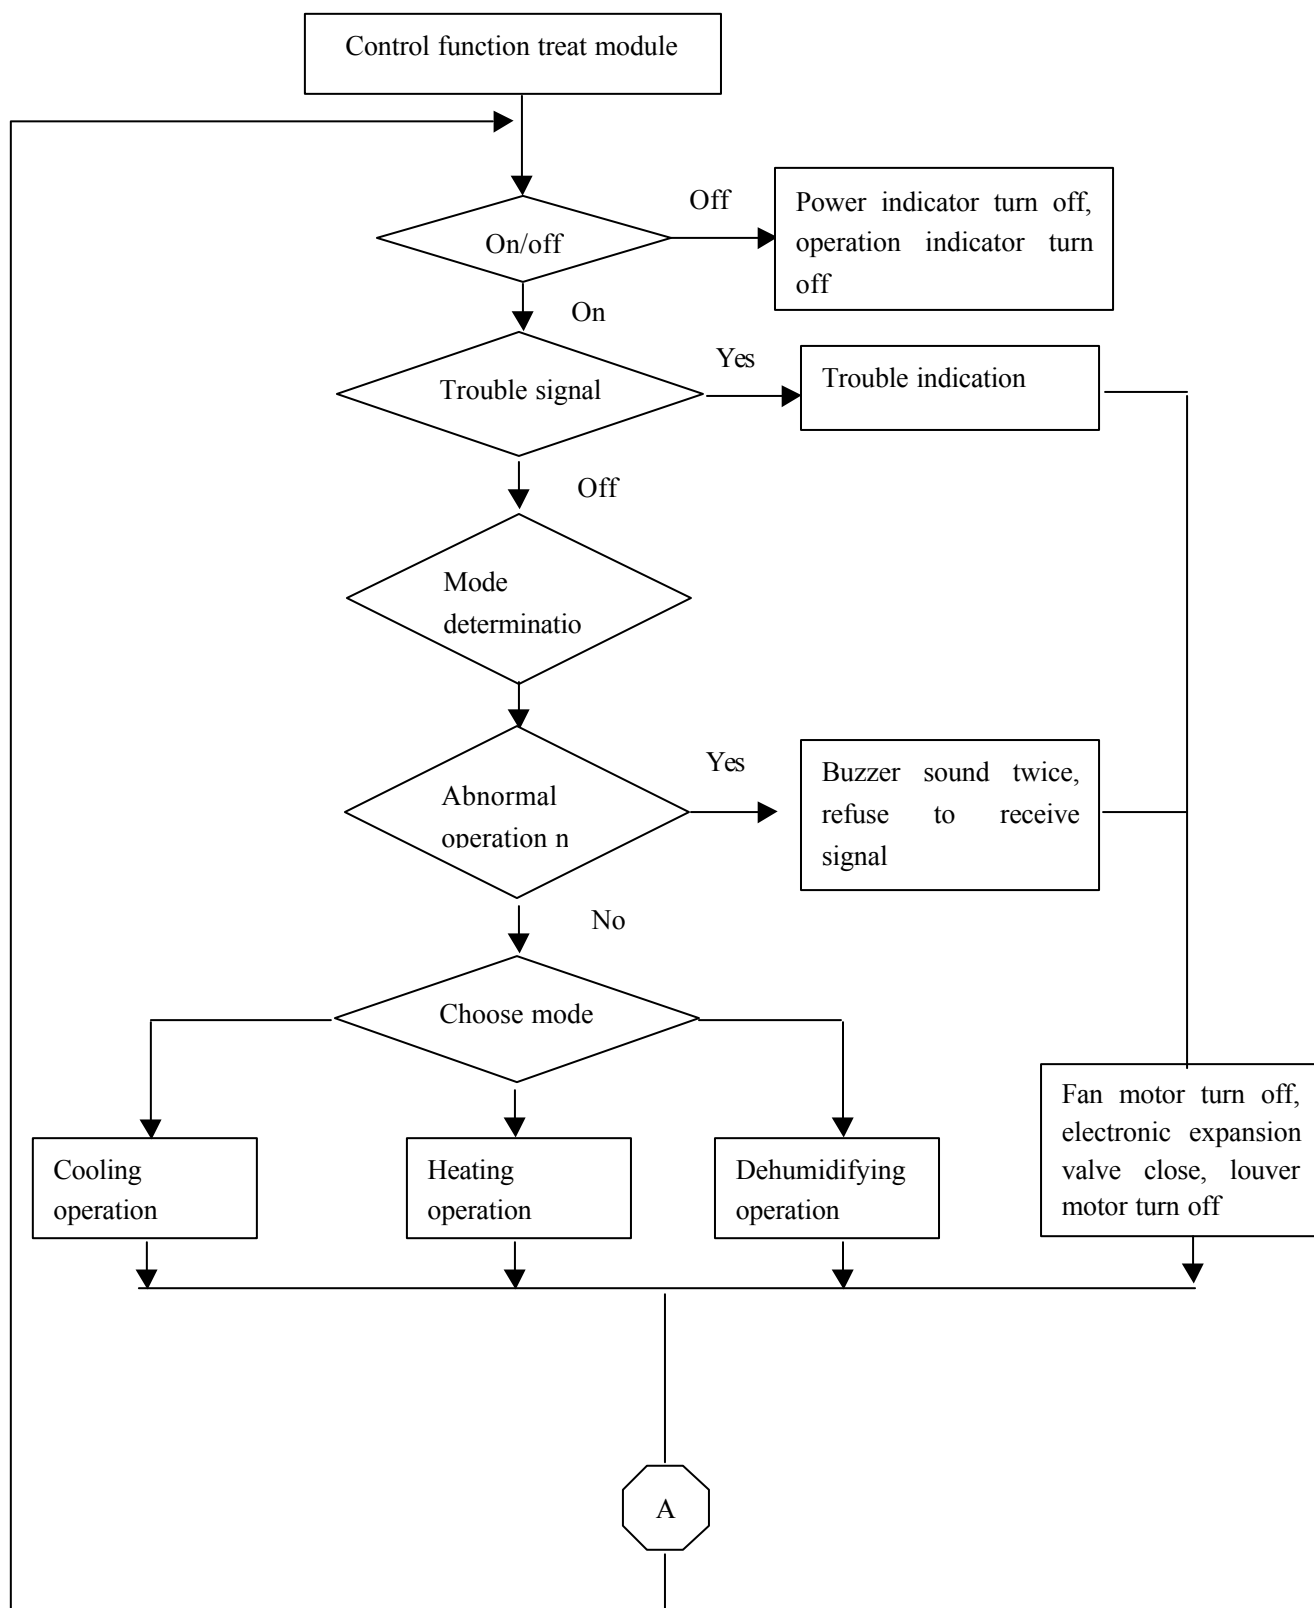 Control function treat module
Off
Power indicator turn off,
operation indicator turn
off
On/off
On
Yes
Trouble signal
Trouble indication
Off
Mode
determinatio
Yes
Abnormal
operation n
Buzzer sound twice,
refuse to receive
signal
No
Choose mode
Cooling
operation
Heating
operation
Dehumidifying
operation
Fan motor turn off,
electronic expansion
valve close, louver
motor turn off
A